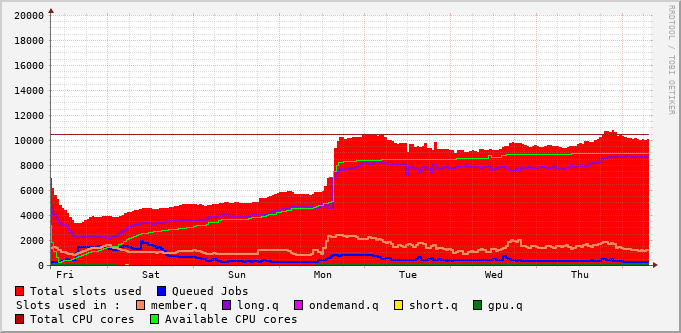 RRDTOOL / TOBI OETIKER
20000
18000
16000
14000
12000
10000
8000
6000
4000
2000
0
Fri Sat Sun Mon Tue Wed Thu
Total slots used Queued Jobs
Slots used in : member.q long.q ondemand.q short.q gpu.q
Total CPU cores Available CPU cores